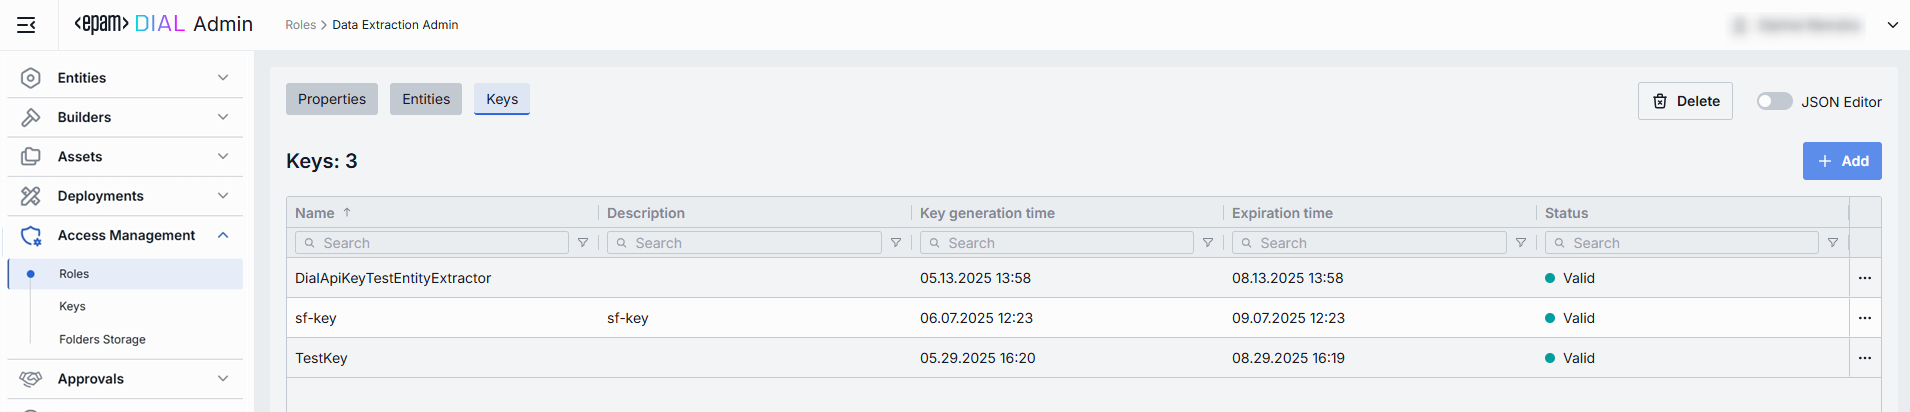 <epam> DIAL Admin
Roles > Data Extraction Admin
Entities
Builders
Assets
Deployments
Access Management
Roles
Keys
Folders Storage
Approvals
Properties Entities Keys
Delete JSON Editor
Keys: 3
+ Add
Name ↑ Description Key generation time Expiration time Status
Search Search Search Search Search
DialApiKeyTestEntityExtractor 05.13.2025 13:58 08.13.2025 13:58 Valid ...
sf-key sf-key 06.07.2025 12:23 09.07.2025 12:23 Valid ...
TestKey 05.29.2025 16:20 08.29.2025 16:19 Valid ...